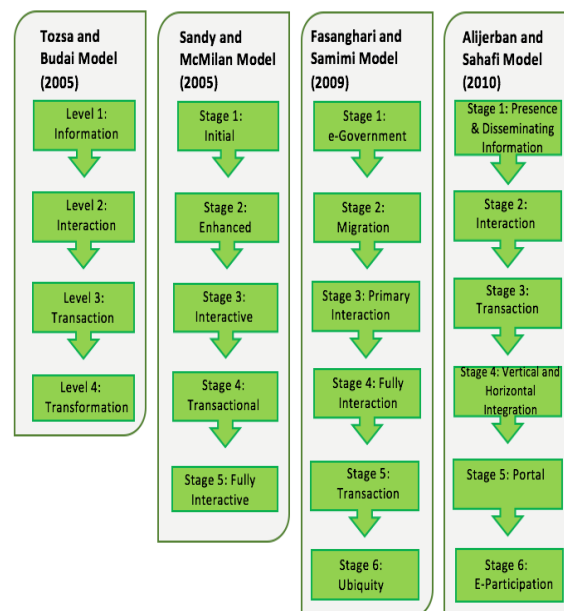 Tozsa and
Budai Model
(2005)
Level 1:
Information
Level 2:
Interaction
Level 3:
Transaction
Level 4:
Transformation
Sandy and
McMilan Model
(2005)
Stage 1:
Initial
Stage 2:
Enhanced
Stage 3:
Interactive
Stage 4:
Transactional
Stage 5: Fully
Interactive
Fasanghari and
Samimi Model
(2009)
Stage 1:
e-Government
Stage 2:
Migration
Stage 3: Primary
Interaction
Stage 4: Fully
Interaction
Stage 5:
Transaction
Stage 6:
Ubiquity
Alijerban and
Sahafi Model
(2010)
Stage 1: Presence
& Disseminating
Information
Stage 2:
Interaction
Stage 3:
Transaction
Stage 4: Vertical and
Horizontal
Integration
Stage 5: Portal
Stage 6:
E-Participation